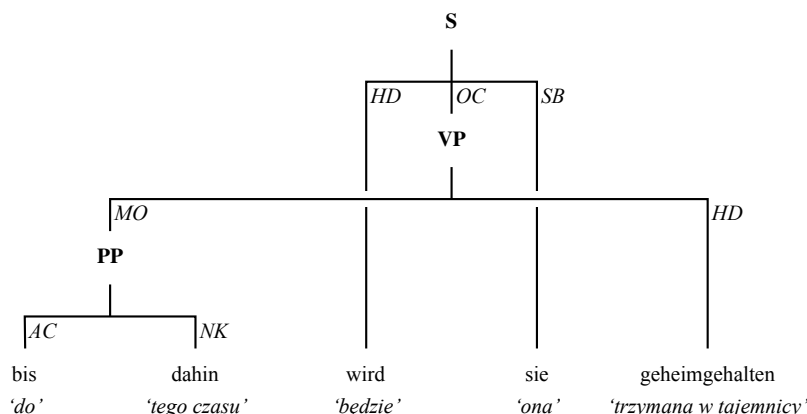 S
HD OC SB
VP
MO HD
PP
AC NK
bis dahin wird sie geheimgehalten
‘do’ ‘tego czasu’ ‘bedzie’ ‘ona’ ‘trzymana w tajemnicy’